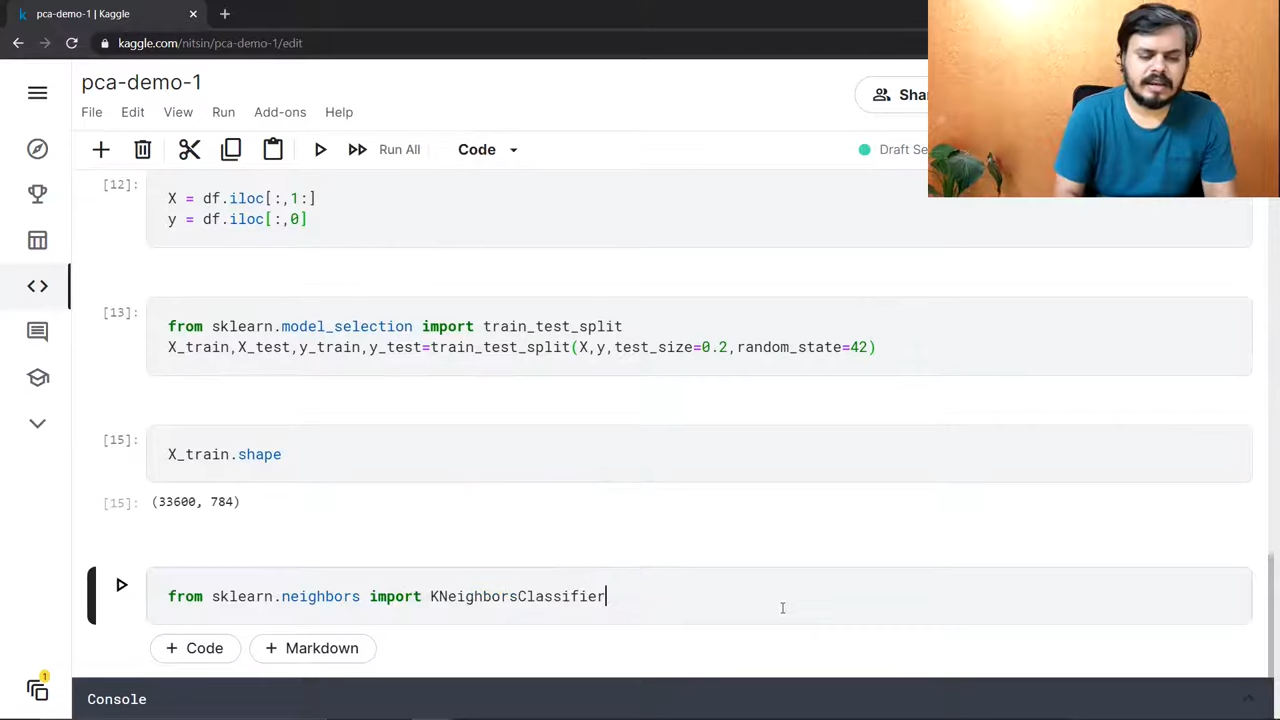 pca-demo-1 | Kaggle
kaggle.com/nitsin/pca-demo-1/edit
pca-demo-1
File Edit View Run Add-ons Help
Run All
Code
Draft Se
Shar
[12]:
X = df.iloc[:,1:]
y = df.iloc[:,0]
[13]:
from sklearn.model_selection import train_test_split
X_train,X_test,y_train,y_test=train_test_split(X,y,test_size=0.2,random_state=42)
[15]:
X_train.shape
[15]:
(33600, 784)
from sklearn.neighbors import KNeighborsClassifier
+ Code
+ Markdown
1
Console